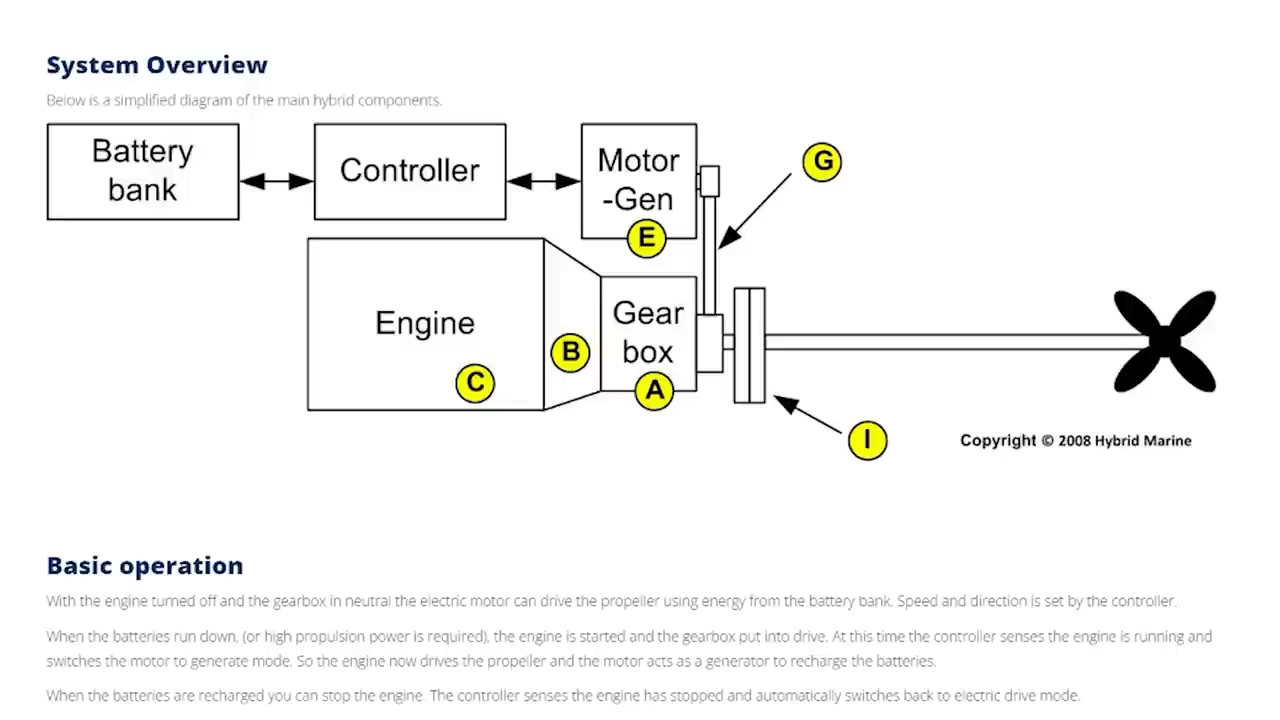 System Overview
Below is a simplified diagram of the main hybrid components.
Battery
bank
Controller
Motor
-Gen
G
E
Engine
Gear
box
B
C
A
I
Copyright © 2008 Hybrid Marine
Basic operation
With the engine turned off and the gearbox in neutral the electric motor can drive the propeller using energy from the battery bank. Speed and direction is set by the controller.
When the batteries run down, (or high propulsion power is required), the engine is started and the gearbox put into drive. At this time the controller senses the engine is running and
switches the motor to generate mode. So the engine now drives the propeller and the motor acts as a generator to recharge the batteries.
When the batteries are recharged you can stop the engine. The controller senses the engine has stopped and automatically switches back to electric drive mode.